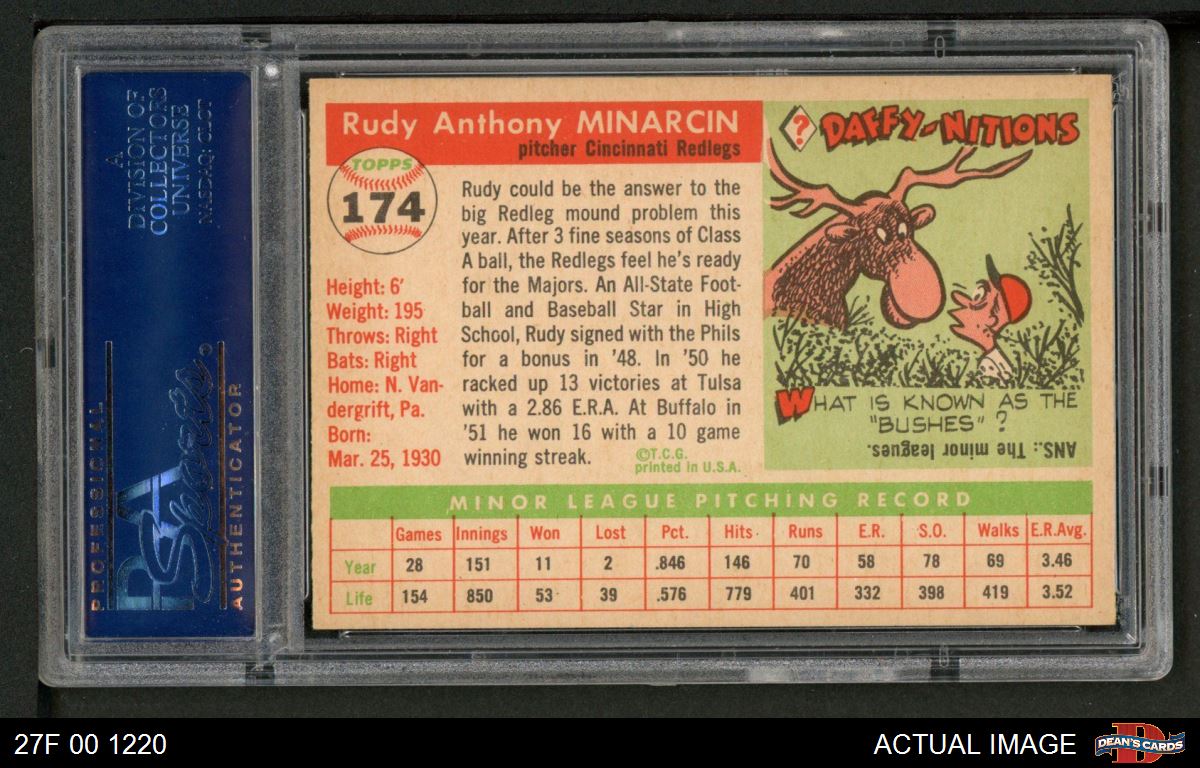 A
DIVISION OF
COLLECTORS
UNIVERSE
NASDAQ: CLCT
PROFESSIONAL
PSA
Sports
AUTHENTICATOR
Rudy Anthony MINARCIN
pitcher Cincinnati Redlegs
TOPPS
174
Height: 6'
Weight: 195
Throws: Right
Bats: Right
Home: N. Van-
dergrift, Pa.
Born:
Mar. 25, 1930
Rudy could be the answer to the
big Redleg mound problem this
year. After 3 fine seasons of Class
A ball, the Redlegs feel he's ready
for the Majors. An All-State Foot-
ball and Baseball Star in High
School, Rudy signed with the Phils
for a bonus in '48. In '50 he
racked up 13 victories at Tulsa
with a 2.86 E.R.A. At Buffalo in
'51 he won 16 with a 10 game
winning streak.
©T.C.G.
printed in U.S.A.
? DAFFY-NITIONS
WHAT IS KNOWN AS THE
"BUSHES" ?
ANS.: The minor leagues.
MINOR LEAGUE PITCHING RECORD
Games Innings Won Lost Pct. Hits Runs E.R. S.O. Walks E.R.Avg.
Year 28 151 11 2 .846 146 70 58 78 69 3.46
Life 154 850 53 39 .576 779 401 332 398 419 3.52
27F 00 1220
ACTUAL IMAGE
D
DEAN'S CARDS